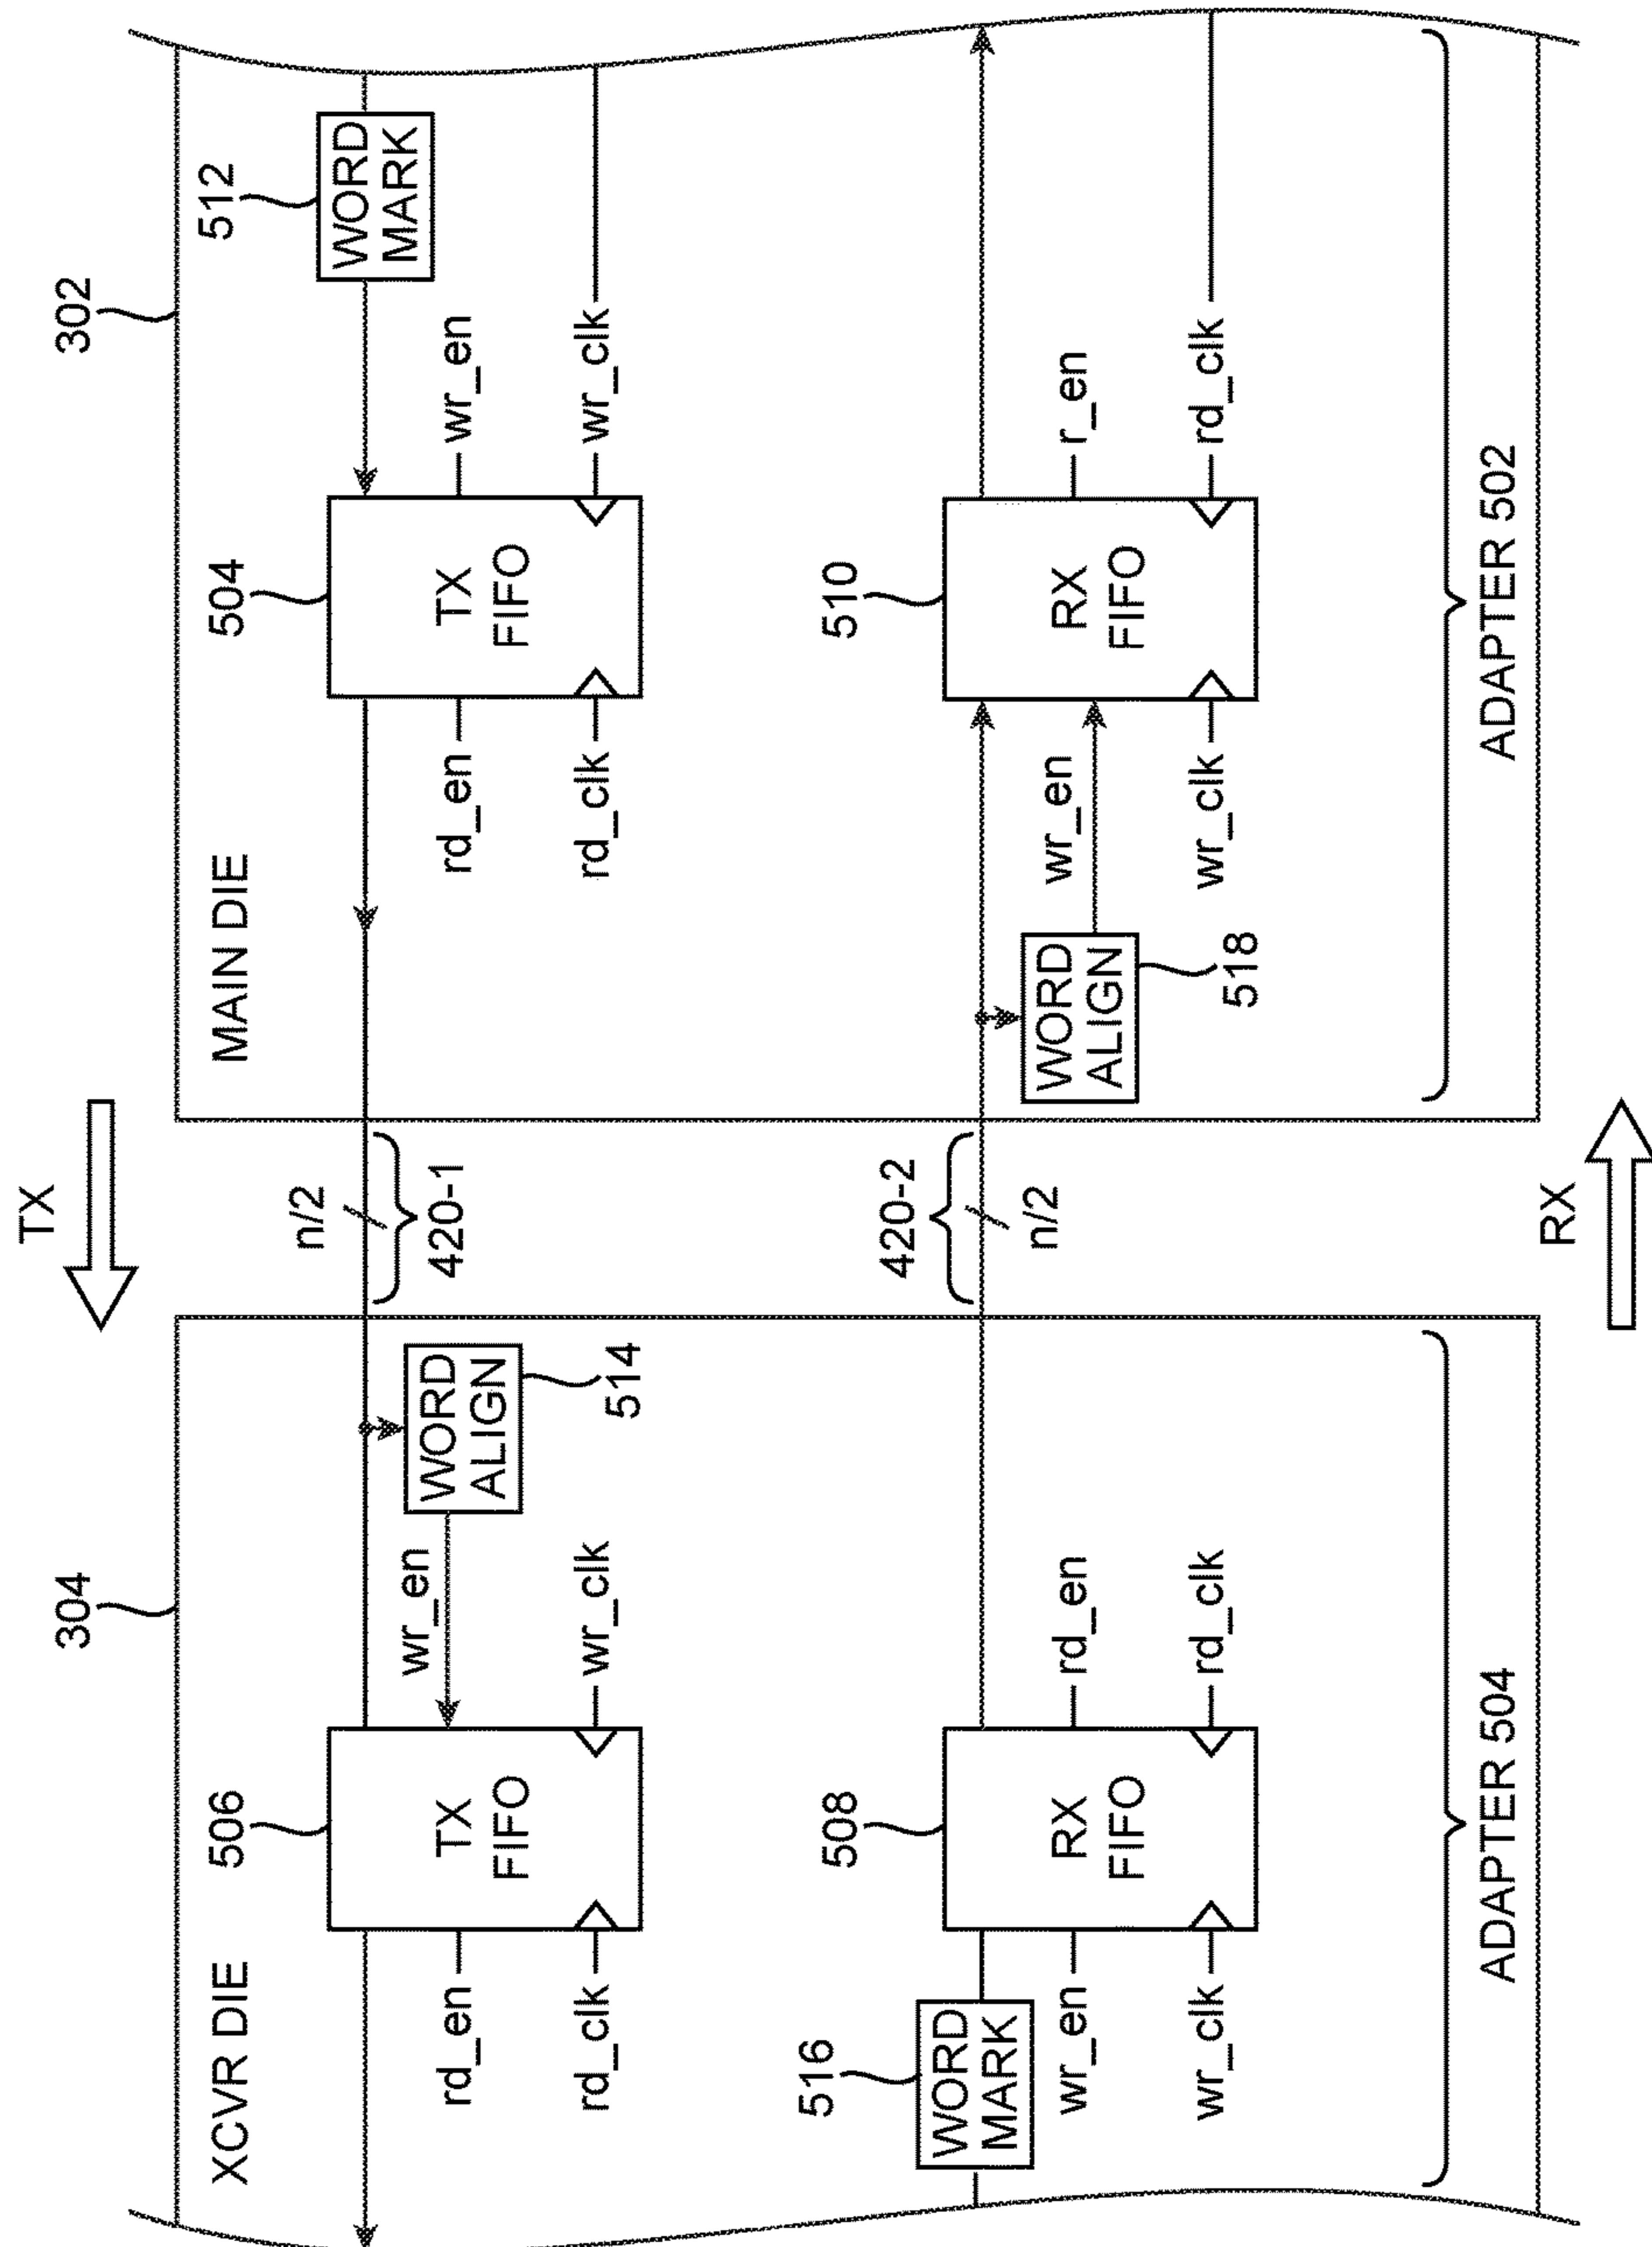 TX
304
302
XCVR DIE
MAIN DIE
506
TX
FIFO
rd_en
rd_clk
wr_en
wr_clk
WORD
ALIGN
514
n/2
420-1
504
TX
FIFO
rd_en
rd_clk
wr_en
wr_clk
512
WORD
MARK
516
WORD
MARK
wr_en
wr_clk
508
RX
FIFO
rd_en
rd_clk
420-2
n/2
WORD
ALIGN
518
wr_en
wr_clk
510
RX
FIFO
r_en
rd_clk
ADAPTER 504
ADAPTER 502
RX